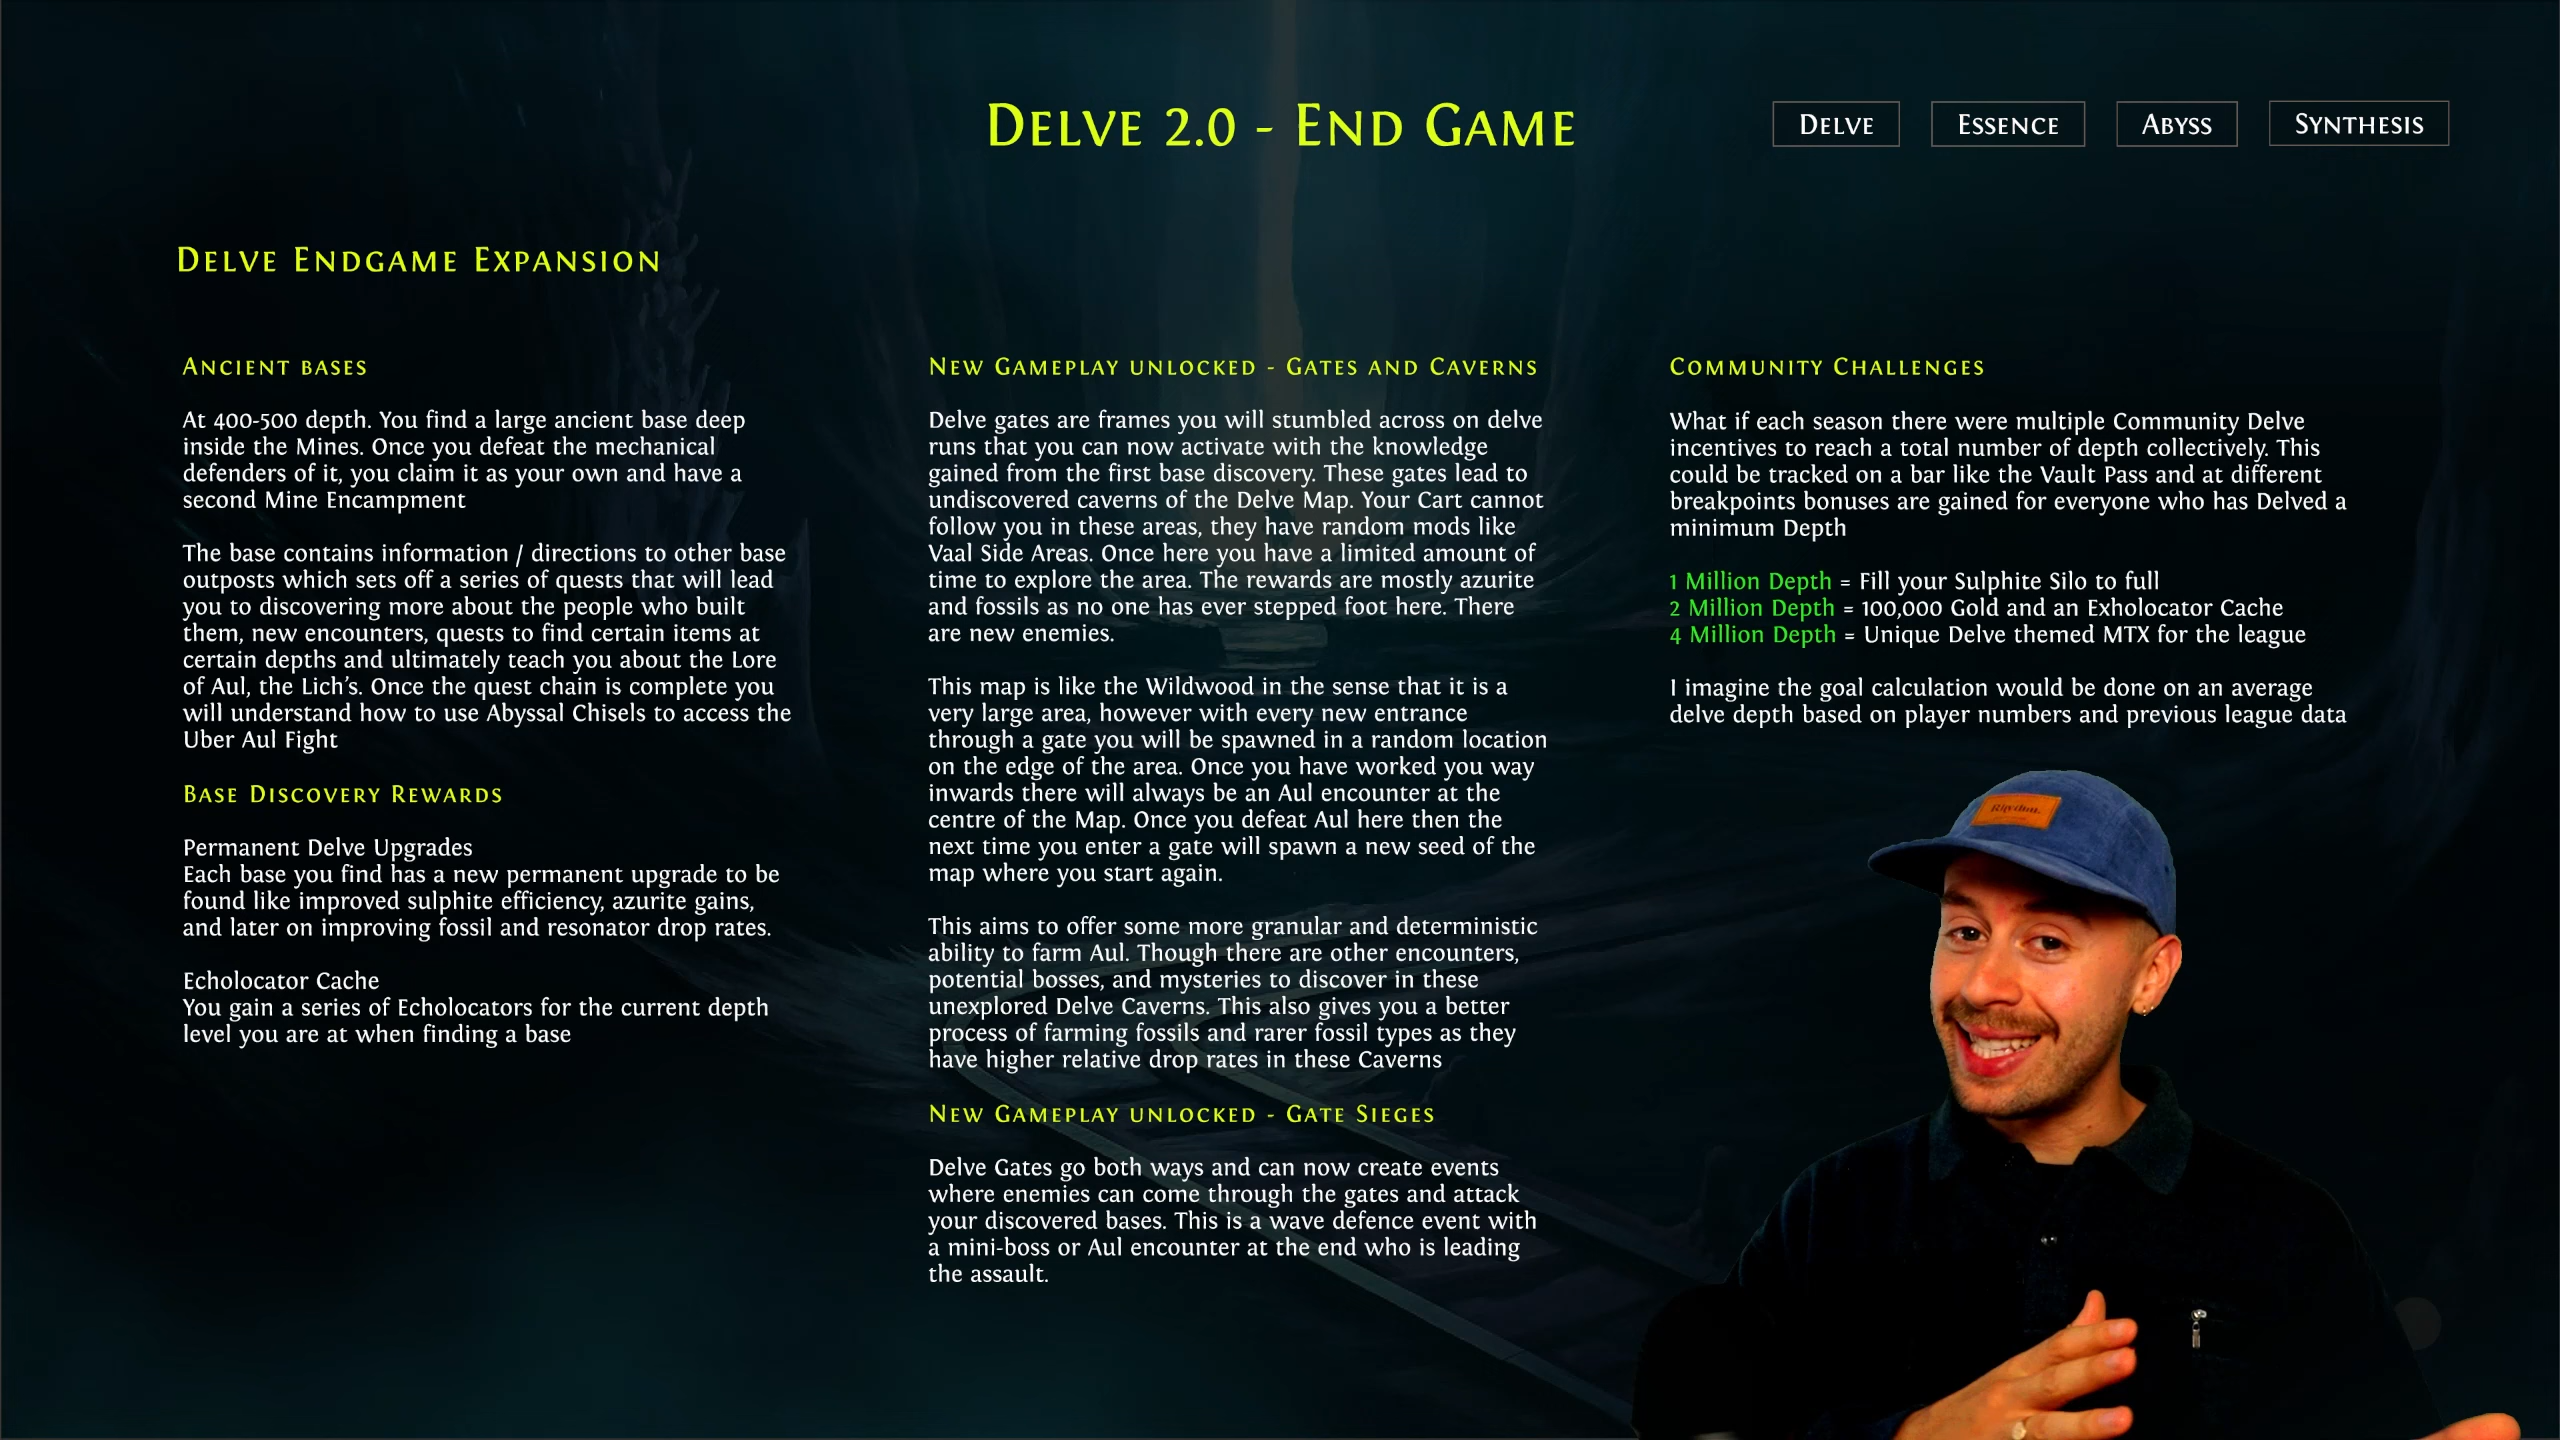 Delve 2.0 - End Game
Delve
Essence
Abyss
Synthesis
Delve Endgame Expansion
Ancient bases
At 400-500 depth. You find a large ancient base deep
inside the Mines. Once you defeat the mechanical
defenders of it, you claim it as your own and have a
second Mine Encampment
The base contains information / directions to other base
outposts which sets off a series of quests that will lead
you to discovering more about the people who built
them, new encounters, quests to find certain items at
certain depths and ultimately teach you about the Lore
of Aul, the Lich's. Once the quest chain is complete you
will understand how to use Abyssal Chisels to access the
Uber Aul Fight
Base Discovery Rewards
Permanent Delve Upgrades
Each base you find has a new permanent upgrade to be
found like improved sulphite efficiency, azurite gains,
and later on improving fossil and resonator drop rates.
Echolocator Cache
You gain a series of Echolocators for the current depth
level you are at when finding a base
New Gameplay unlocked - Gates and Caverns
Delve gates are frames you will stumbled across on delve
runs that you can now activate with the knowledge
gained from the first base discovery. These gates lead to
undiscovered caverns of the Delve Map. Your Cart cannot
follow you in these areas, they have random mods like
Vaal Side Areas. Once here you have a limited amount of
time to explore the area. The rewards are mostly azurite
and fossils as no one has ever stepped foot here. There
are new enemies.
This map is like the Wildwood in the sense that it is a
very large area, however with every new entrance
through a gate you will be spawned in a random location
on the edge of the area. Once you have worked you way
inwards there will always be an Aul encounter at the
centre of the Map. Once you defeat Aul here then the
next time you enter a gate will spawn a new seed of the
map where you start again.
This aims to offer some more granular and deterministic
ability to farm Aul. Though there are other encounters,
potential bosses, and mysteries to discover in these
unexplored Delve Caverns. This also gives you a better
process of farming fossils and rarer fossil types as they
have higher relative drop rates in these Caverns
New Gameplay unlocked - Gate Sieges
Delve Gates go both ways and can now create events
where enemies can come through the gates and attack
your discovered bases. This is a wave defence event with
a mini-boss or Aul encounter at the end who is leading
the assault.
Community Challenges
What if each season there were multiple Community Delve
incentives to reach a total number of depth collectively. This
could be tracked on a bar like the Vault Pass and at different
breakpoints bonuses are gained for everyone who has Delved a
minimum Depth
1 Million Depth = Fill your Sulphite Silo to full
2 Million Depth = 100,000 Gold and an Exholocator Cache
4 Million Depth = Unique Delve themed MTX for the league
I imagine the goal calculation would be done on an average
delve depth based on player numbers and previous league data
Rhythm.